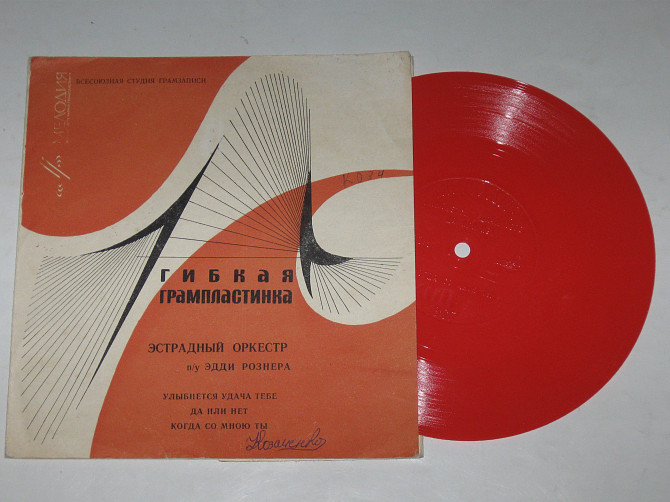 МЕЛОДИЯ
ВСЕСОЮЗНАЯ СТУДИЯ ГРАМЗАПИСИ
ГИБКАЯ
ГРАМПЛАСТИНКА
ЭСТРАДНЫЙ ОРКЕСТР
п/у ЭДДИ РОЗНЕРА
УЛЫБНЕТСЯ УДАЧА ТЕБЕ
ДА ИЛИ НЕТ
КОГДА СО МНОЮ ТЫ